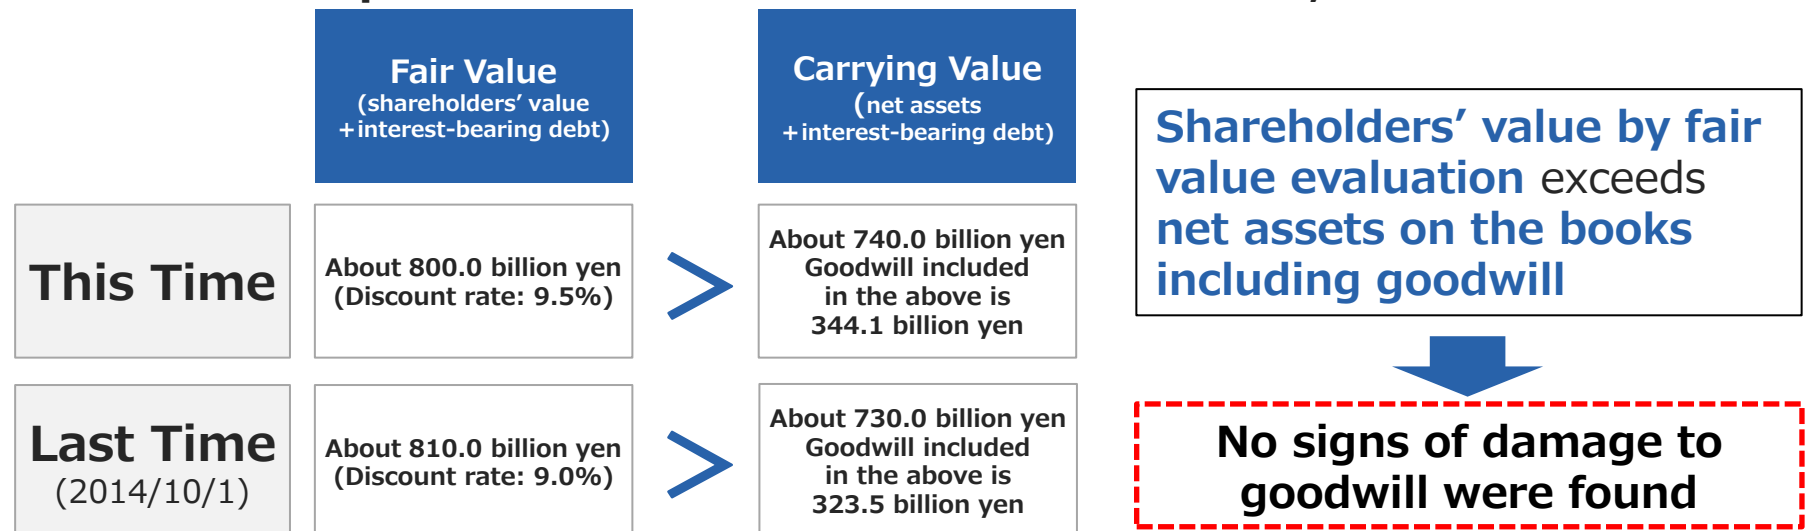 Fair Value
(shareholders’ value
+interest-bearing debt)
Carrying Value
(net assets
+interest-bearing debt)
This Time
About 800.0 billion yen
(Discount rate: 9.5%)
>
About 740.0 billion yen
Goodwill included
in the above is
344.1 billion yen
Last Time
(2014/10/1)
About 810.0 billion yen
(Discount rate: 9.0%)
>
About 730.0 billion yen
Goodwill included
in the above is
323.5 billion yen
Shareholders’ value by fair
value evaluation exceeds
net assets on the books
including goodwill
No signs of damage to
goodwill were found